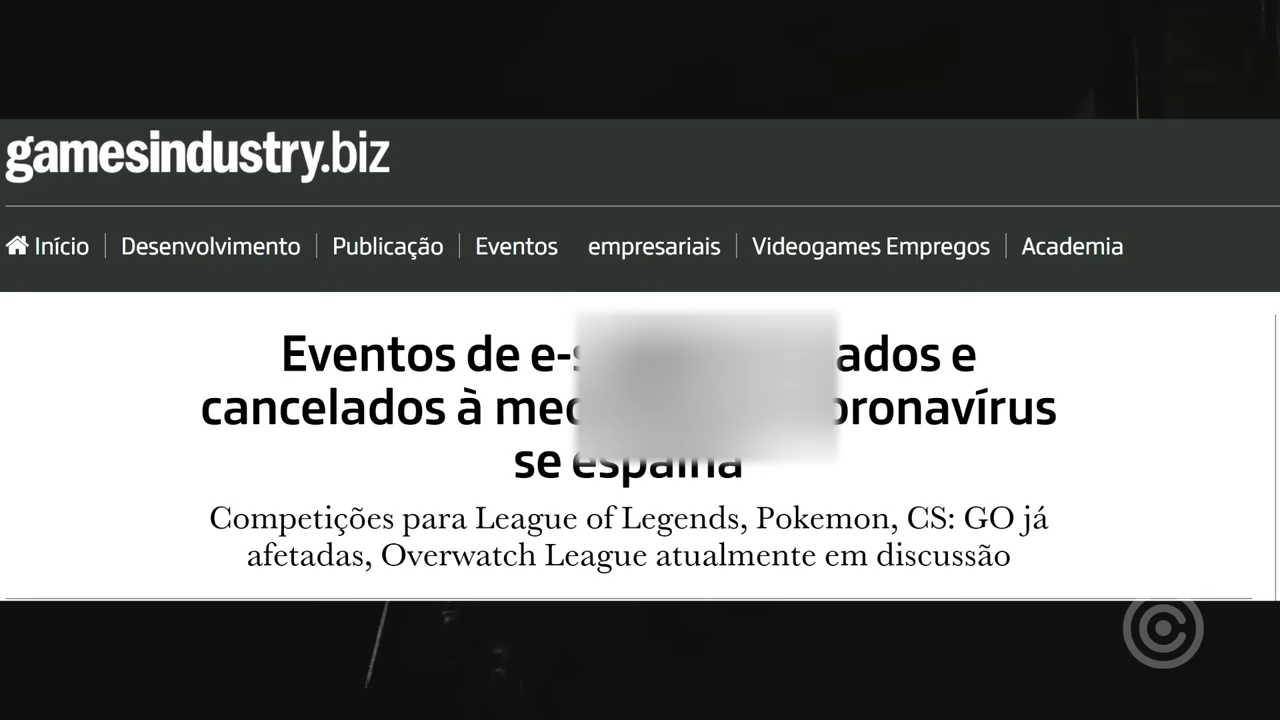 gamesindustry.biz
Início Desenvolvimento Publicação Eventos empresariais Videogames Empregos Academia
Eventos de e e
cancelados à
se espalha
Competições para League of Legends, Pokemon, CS: GO já
afetadas, Overwatch League atualmente em discussão